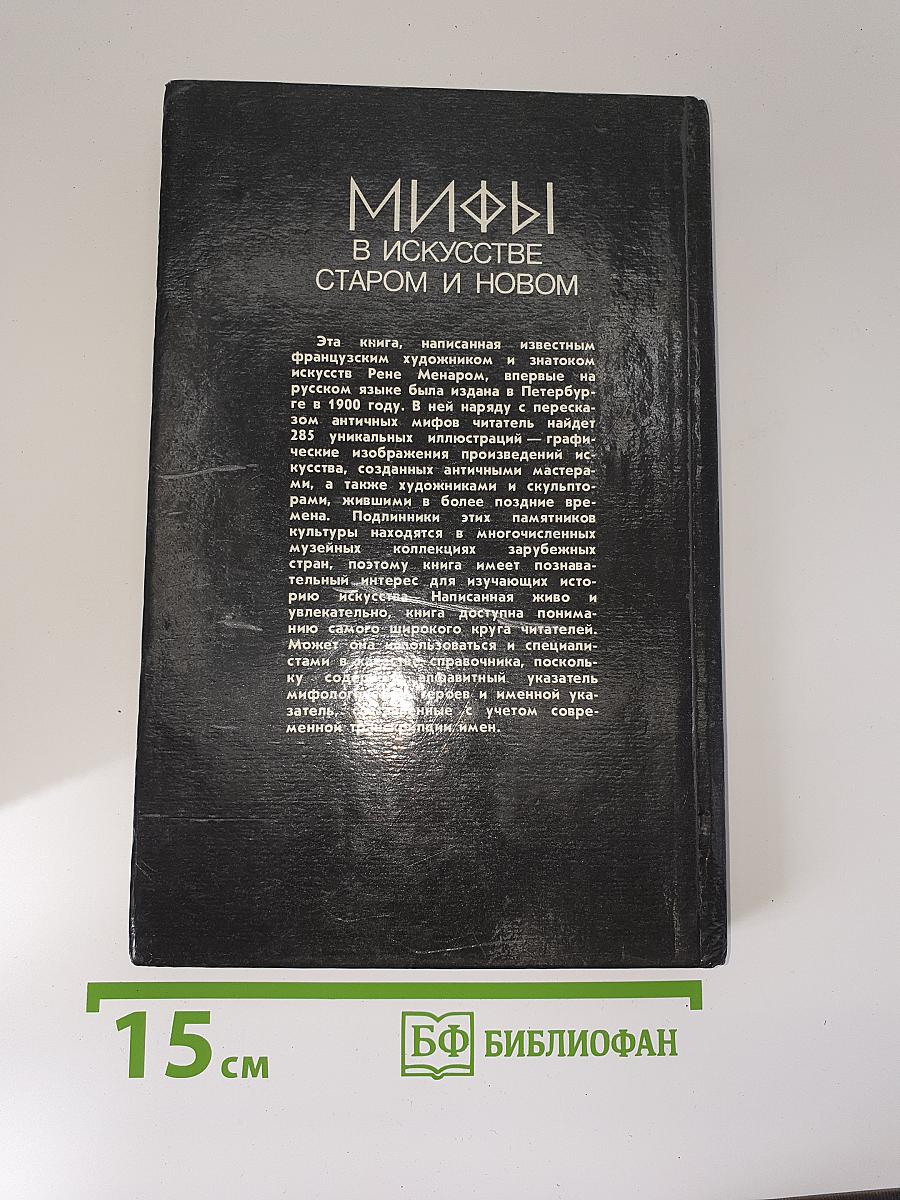 МИФЫ
В ИСКУССТВЕ
СТАРОМ И НОВОМ
Эта книга, написанная известным
французским художником и знатоком
искусств Рене Менаром, впервые на
русском языке была издана в Петербур-
ге в 1900 году. В ней наряду с переска-
зом античных мифов читатель найдет
285 уникальных иллюстраций — графи-
ческие изображения произведений ис-
кусства, созданных античными мастера-
ми, а также художниками и скульпто-
рами, жившими в более поздние вре-
мена. Подлинники этих памятников
культуры находятся в многочисленных
музейных коллекциях зарубежных
стран, поэтому книга имеет познава-
тельный интерес для изучающих исто-
рию искусства. Написанная живо и
увлекательно, книга доступна понима-
нию самого широкого круга читателей.
Может она использоваться и специали-
стами в качестве справочника, посколь-
ку содержит алфавитный указатель
героев и именной ука-
затель, с учетом совре-
менной транскрипции имен.
15 см
БФ БИБЛИОФАН